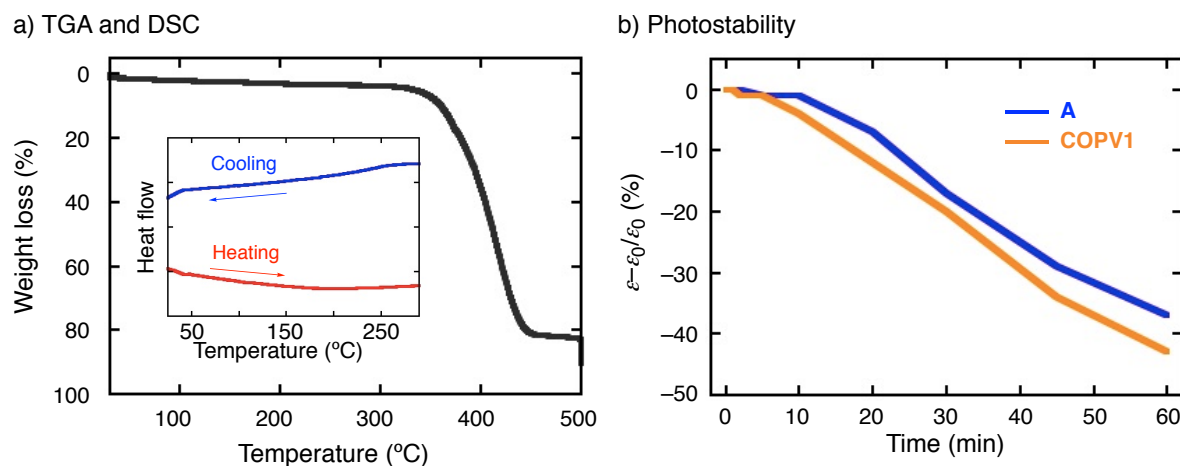 a) TGA and DSC
b) Photostability
Weight loss (%)
0
20
40
60
80
100
100
200
300
400
500
Temperature (ºC)
Heat flow
Cooling
Heating
50
150
250
Temperature (ºC)
ε–ε0/ε0 (%)
0
–10
–20
–30
–40
–50
A
COPV1
0
10
20
30
40
50
60
Time (min)